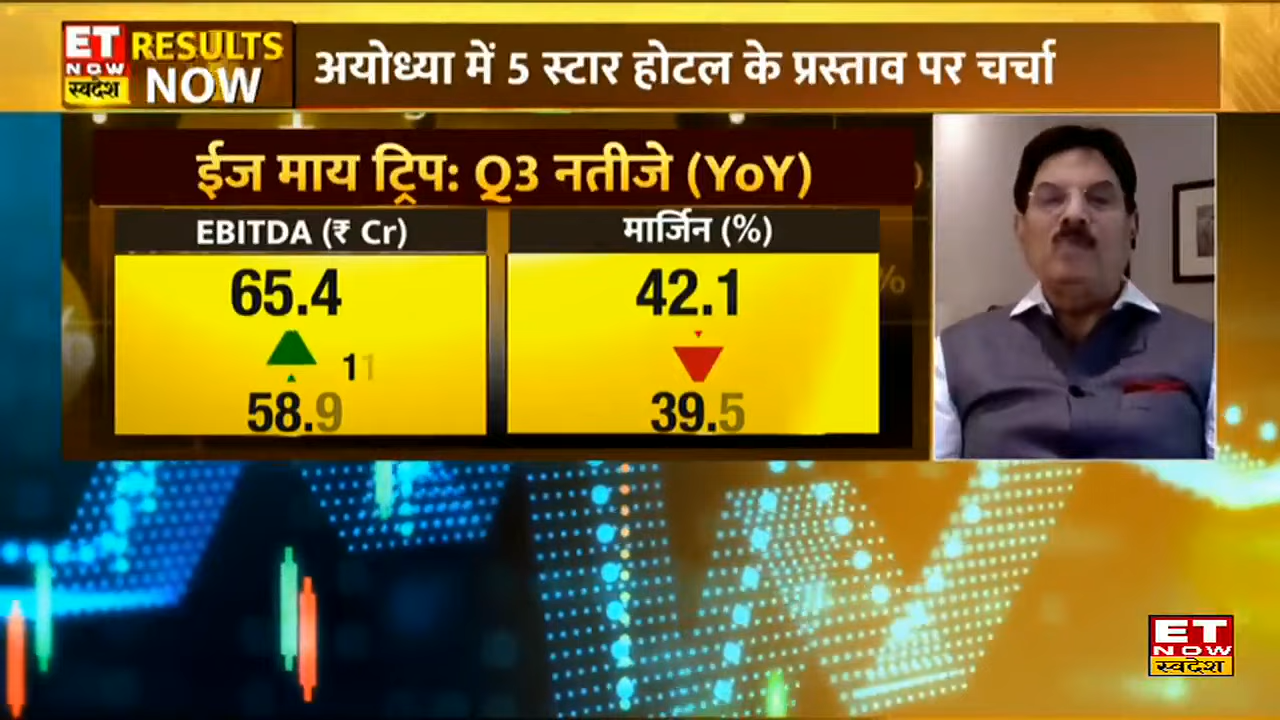 ET
NOW
स्वदेश
RESULTS
NOW
अयोध्या में 5 स्टार होटल के प्रस्ताव पर चर्चा
ईज माय ट्रिप: Q3 नतीजे (YoY)
EBITDA (₹ Cr)
65.4
11
58.9
मार्जिन (%)
42.1
39.5
%
ET
NOW
स्वदेश